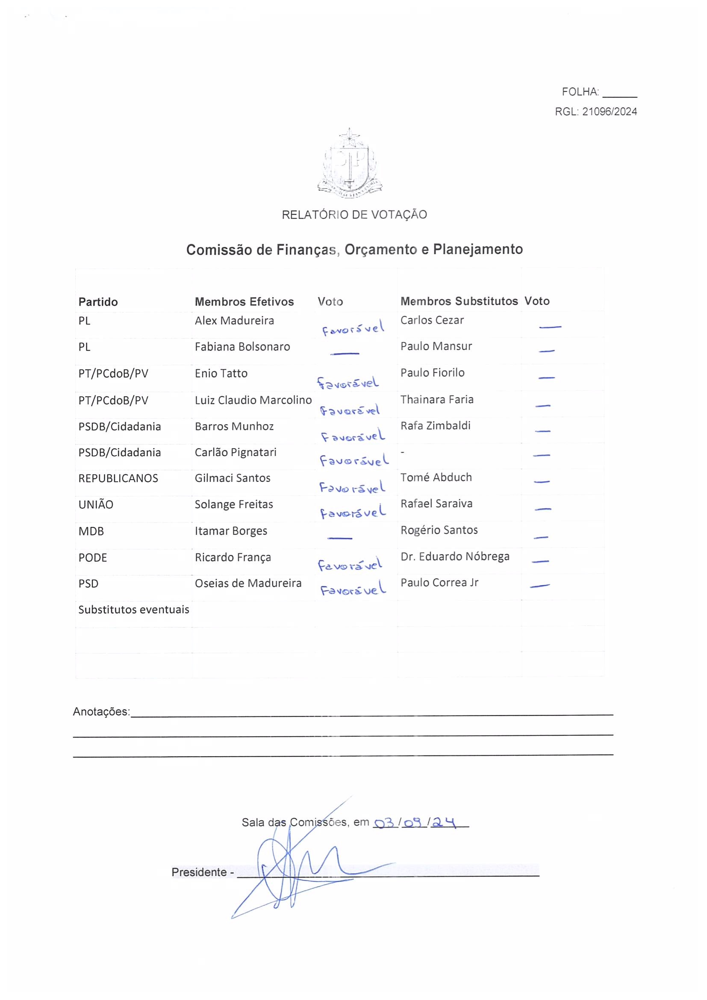 FOLHA: ______
RGL: 21096/2024
RELATÓRIO DE VOTAÇÃO
Comissão de Finanças, Orçamento e Planejamento
Partido Membros Efetivos Voto Membros Substitutos Voto
PL Alex Madureira Favorável Carlos Cezar —
PL Fabiana Bolsonaro — Paulo Mansur —
PT/PCdoB/PV Enio Tatto Favorável Paulo Fiorilo —
PT/PCdoB/PV Luiz Claudio Marcolino Favorável Thainara Faria —
PSDB/Cidadania Barros Munhoz Favorável Rafa Zimbaldi —
PSDB/Cidadania Carlão Pignatari Favorável - —
REPUBLICANOS Gilmaci Santos Favorável Tomé Abduch —
UNIÃO Solange Freitas Favorável Rafael Saraiva —
MDB Itamar Borges — Rogério Santos —
PODE Ricardo França Favorável Dr. Eduardo Nóbrega —
PSD Oseias de Madureira Favorável Paulo Correa Jr —
Substitutos eventuais
Anotações:
Sala das Comissões, em 03/09/24
Presidente -